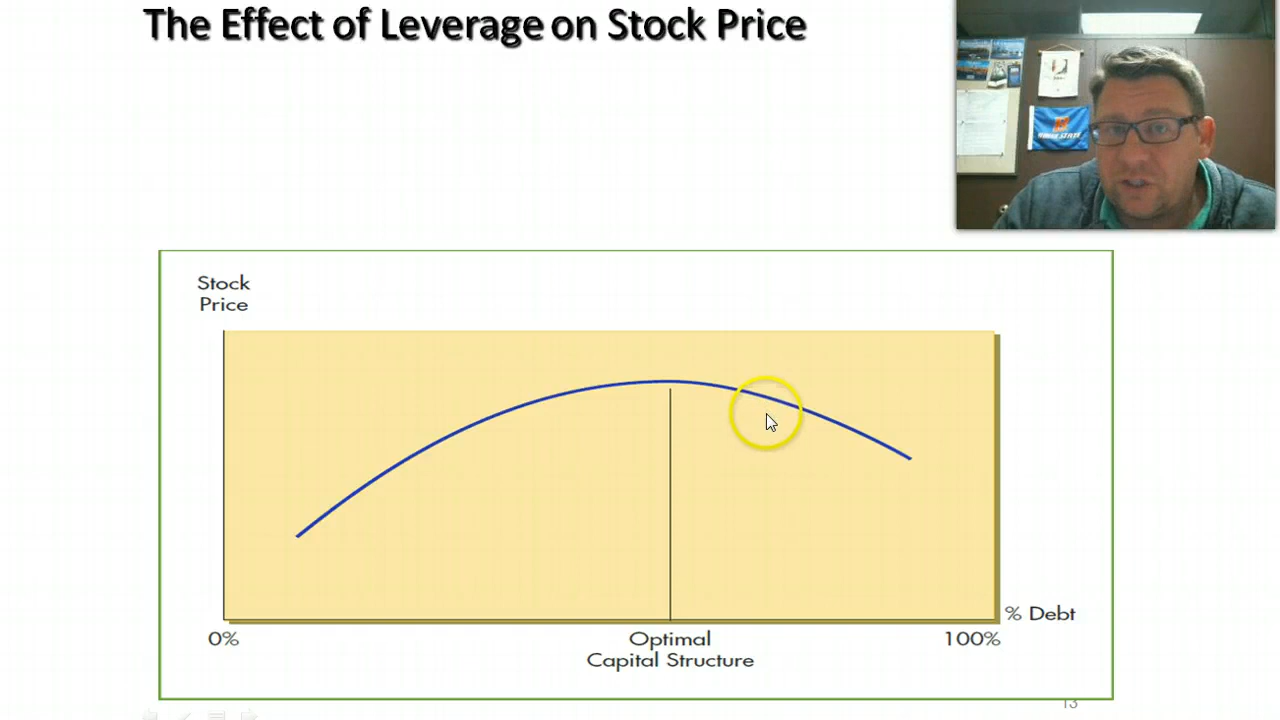 The Effect of Leverage on Stock Price
Stock
Price
% Debt
0%
Optimal
100%
Capital Structure
13